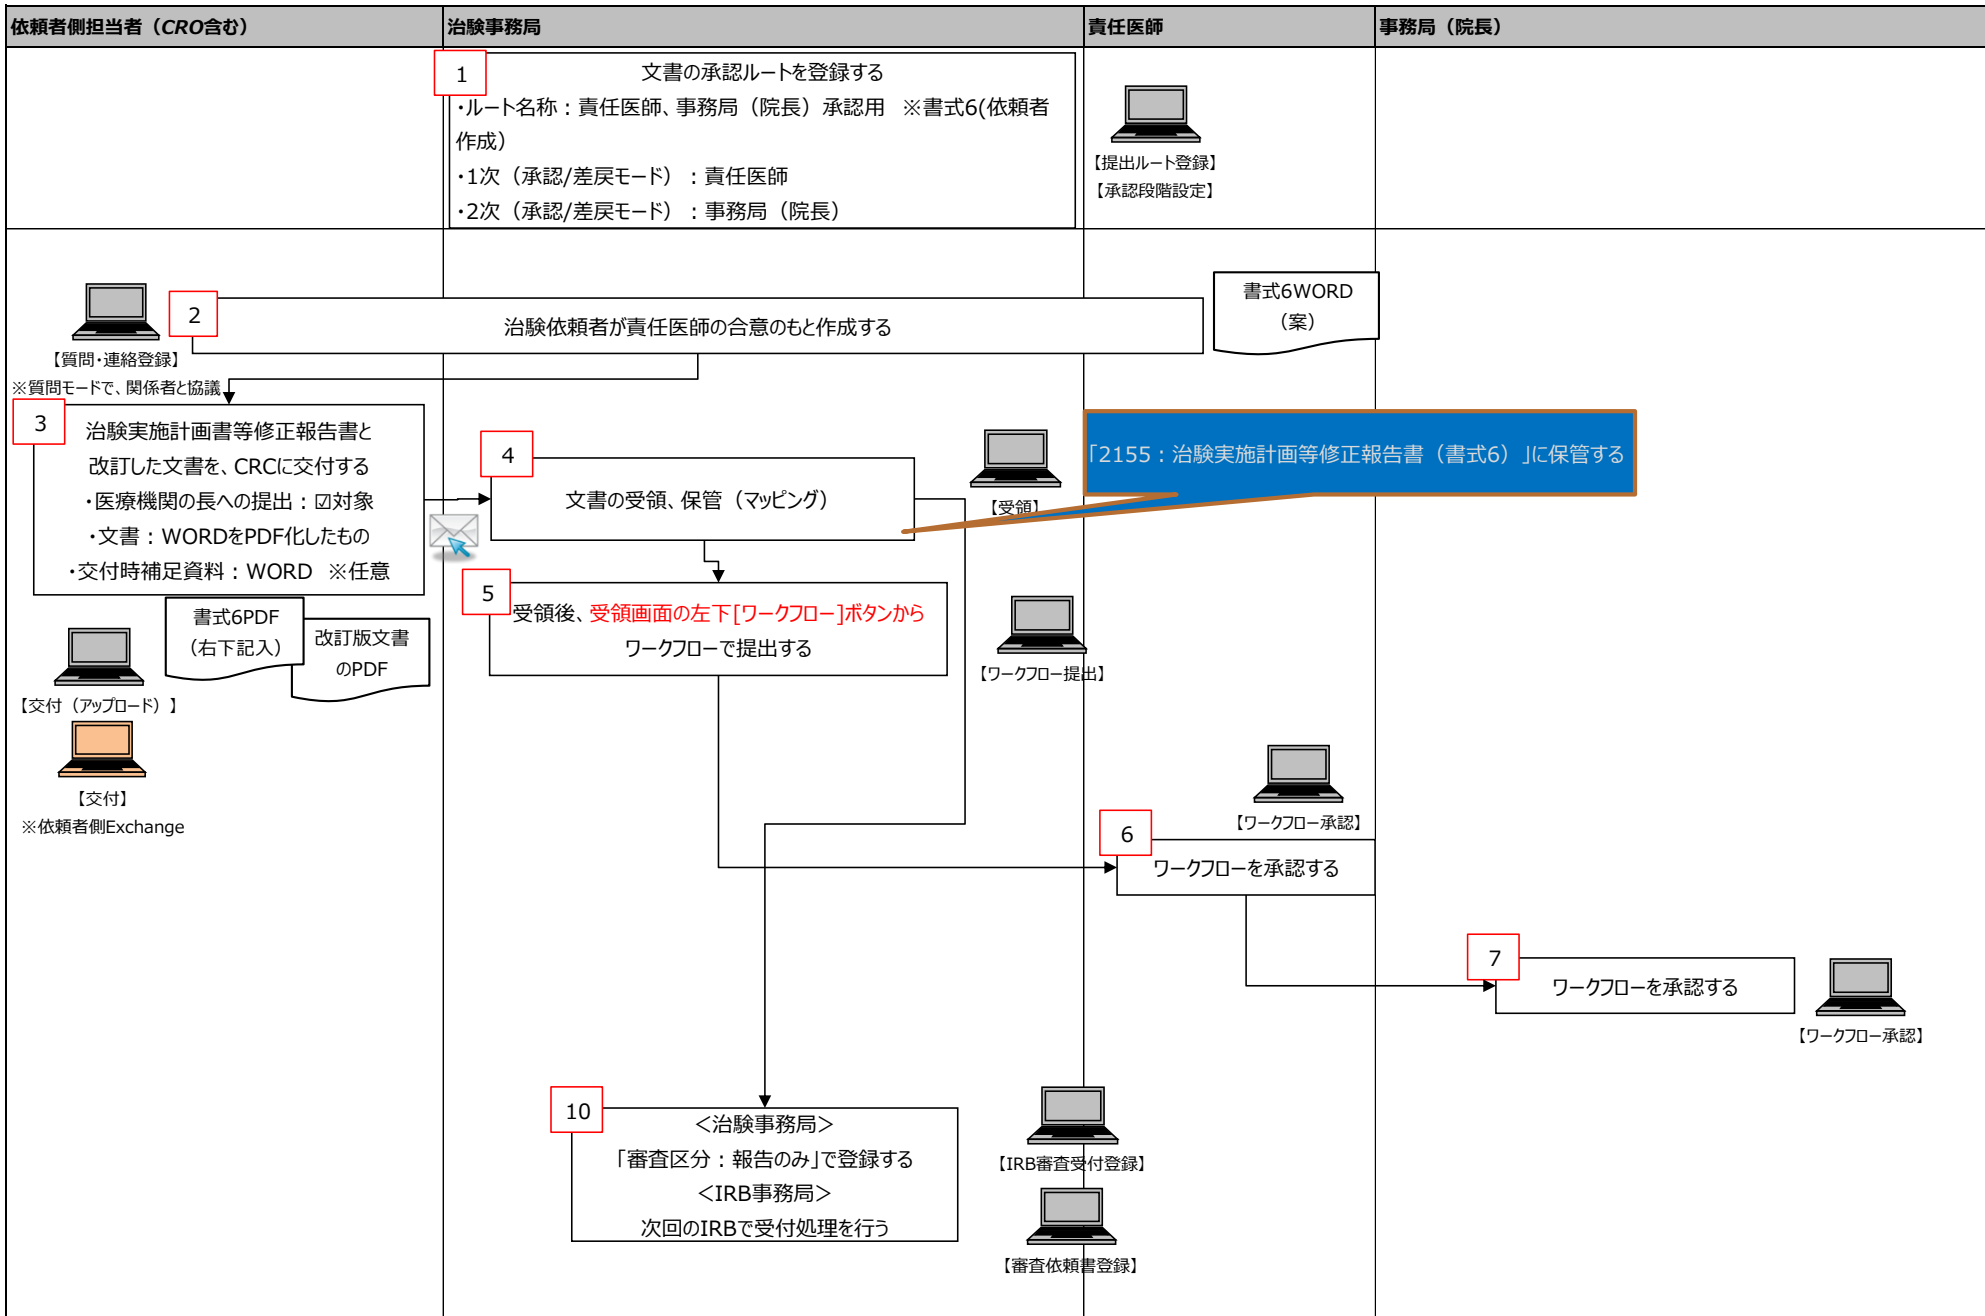 依頼者側担当者（CRO含む）
治験事務局
責任医師
事務局（院長）
1
文書の承認ルートを登録する
・ルート名称：責任医師、事務局（院長）承認用　※書式6(依頼者
作成）
・1次（承認/差戻モード）：責任医師
・2次（承認/差戻モード）：事務局（院長）
【提出ルート登録】
【承認段階設定】
2
治験依頼者が責任医師の合意のもと作成する
書式6WORD
（案）
【質問・連絡登録】
※質問モードで、関係者と協議
3
治験実施計画書等修正報告書と
改訂した文書を、CRCに交付する
・医療機関の長への提出：☑対象
・文書：WORDをPDF化したもの
・交付時補足資料：WORD　※任意
4
文書の受領、保管（マッピング）
【受領】
「2155：治験実施計画等修正報告書（書式6）」に保管する
5
受領後、受領画面の左下[ワークフロー]ボタンから
ワークフローで提出する
【ワークフロー提出】
書式6PDF
（右下記入）
改訂版文書
のPDF
【交付（アップロード）】
【交付】
※依頼者側Exchange
【ワークフロー承認】
6
ワークフローを承認する
7
ワークフローを承認する
【ワークフロー承認】
10
＜治験事務局＞
「審査区分：報告のみ」で登録する
＜IRB事務局＞
次回のIRBで受付処理を行う
【IRB審査受付登録】
【審査依頼書登録】